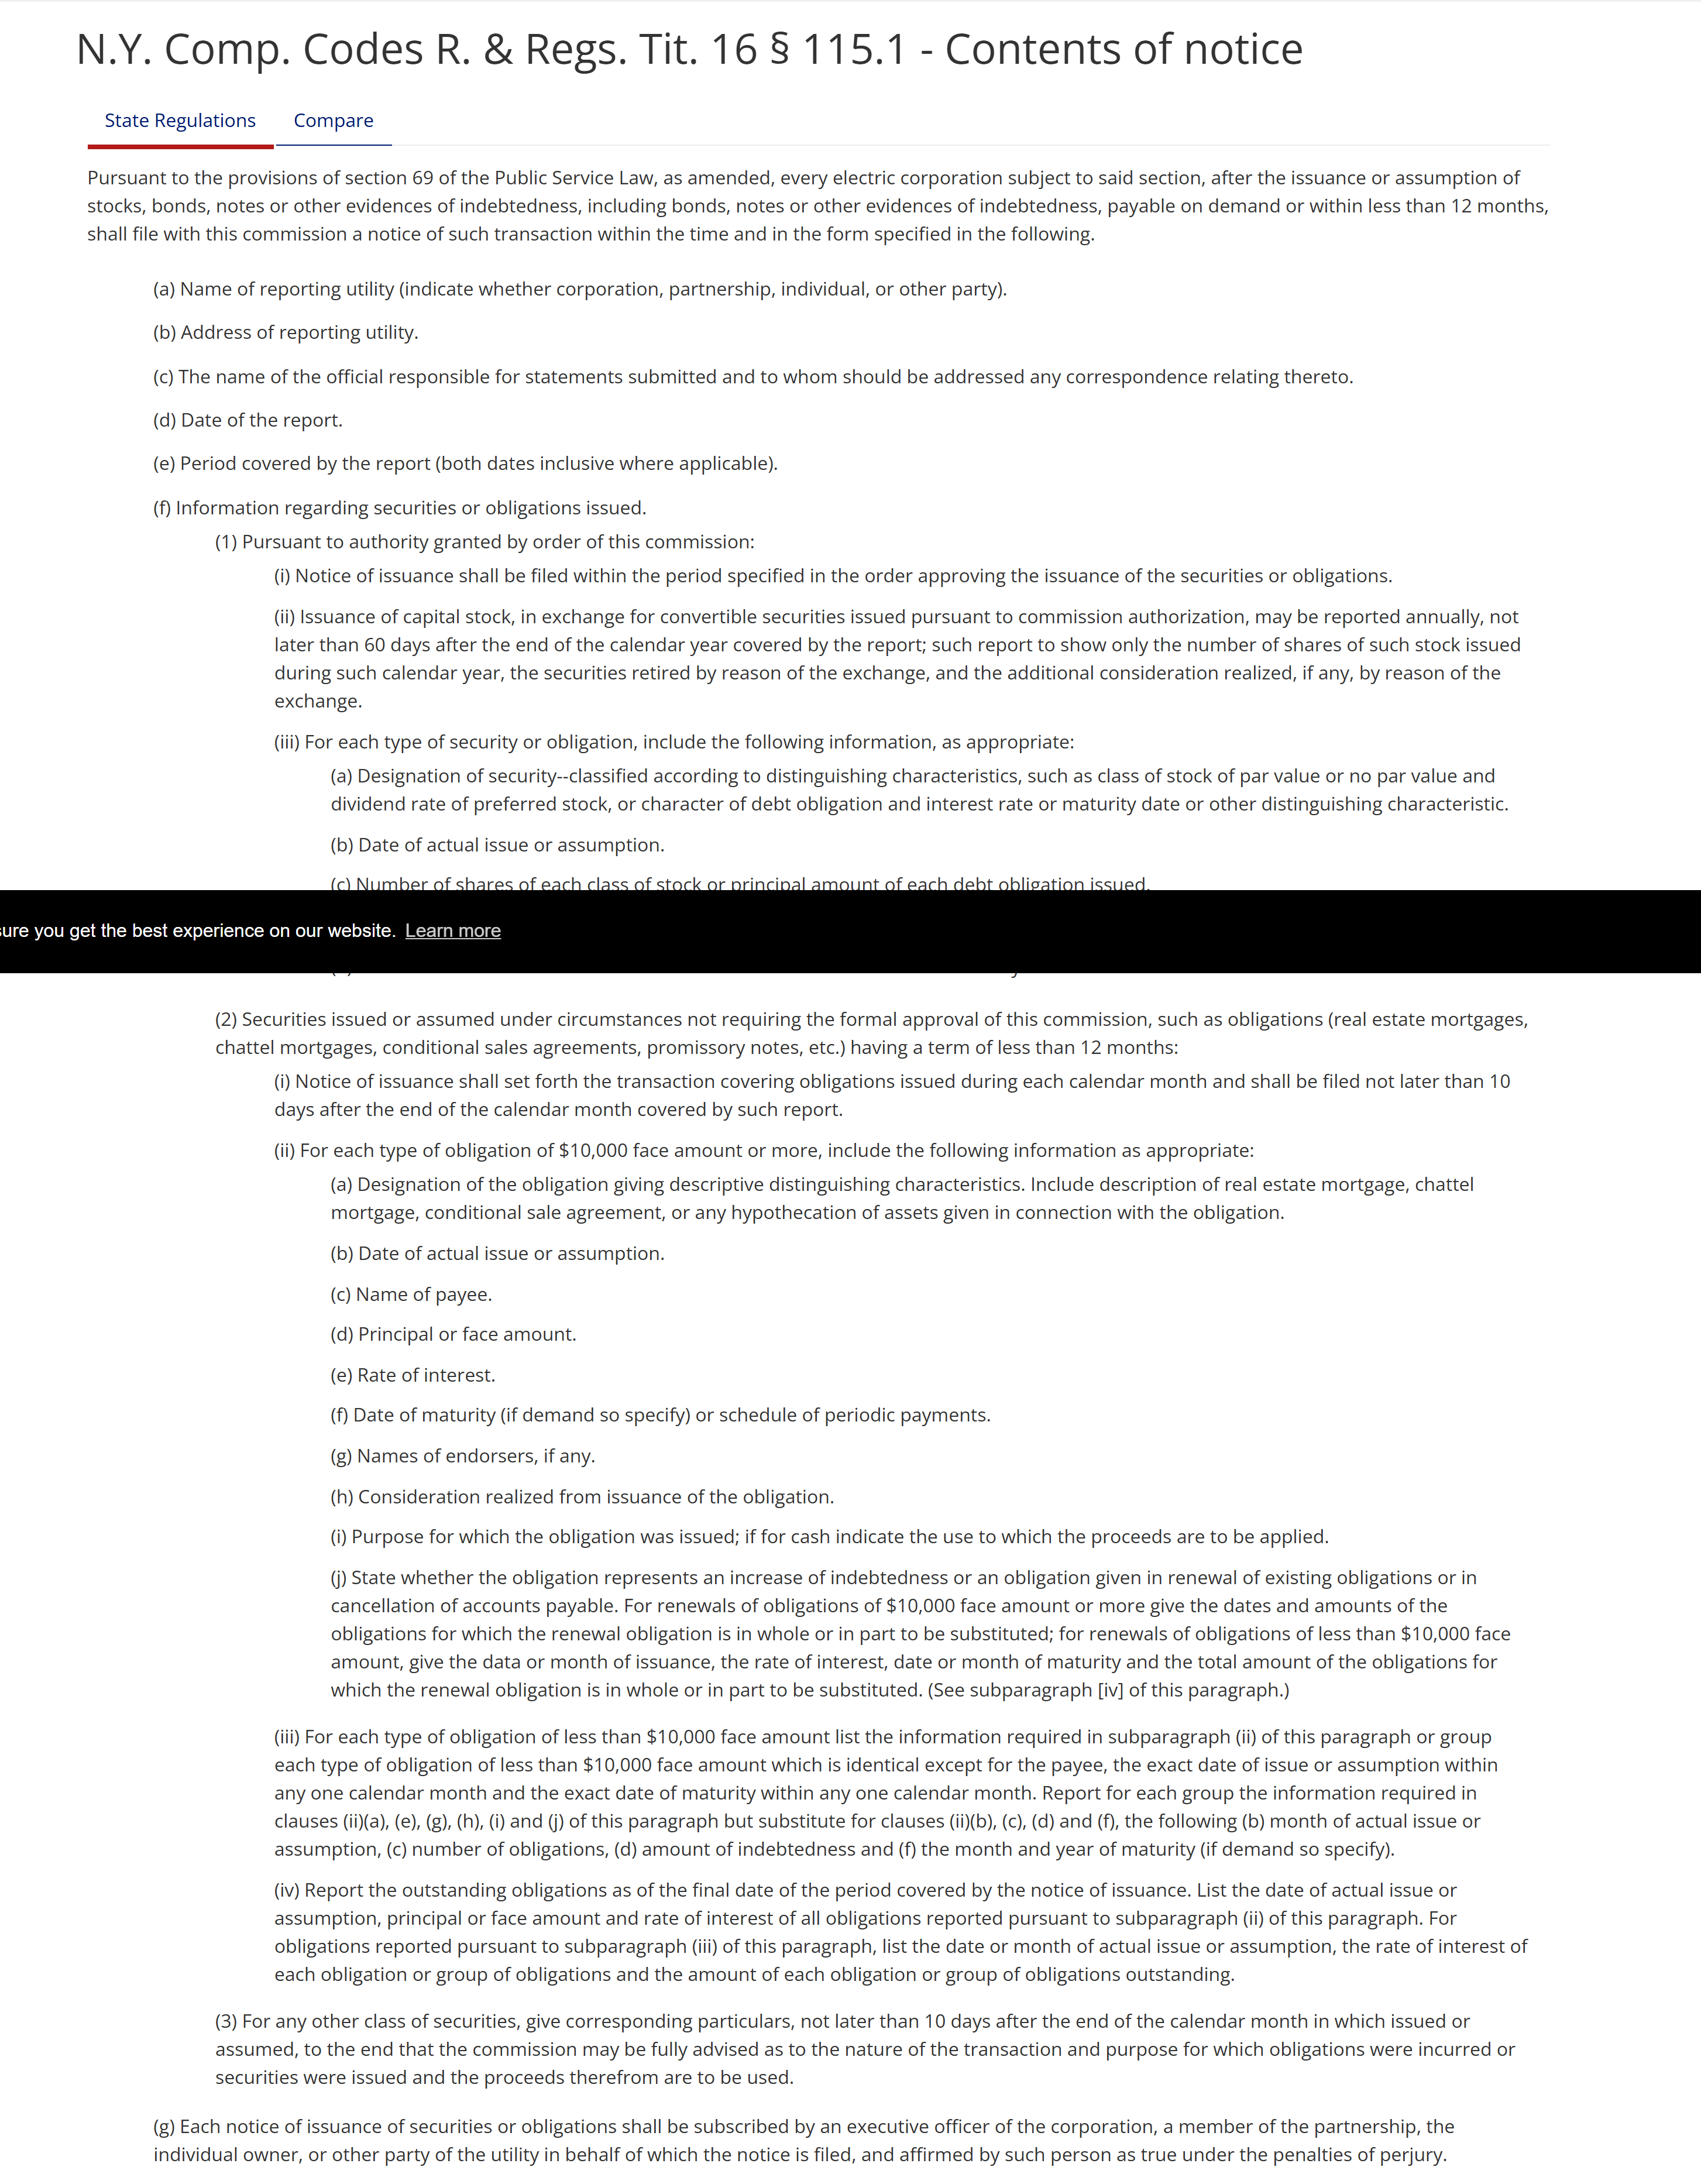 N.Y. Comp. Codes R. & Regs. Tit. 16 § 115.1 - Contents of notice
State Regulations Compare
Pursuant to the provisions of section 69 of the Public Service Law, as amended, every electric corporation subject to said section, after the issuance or assumption of
stocks, bonds, notes or other evidences of indebtedness, including bonds, notes or other evidences of indebtedness, payable on demand or within less than 12 months,
shall file with this commission a notice of such transaction within the time and in the form specified in the following.
(a) Name of reporting utility (indicate whether corporation, partnership, individual, or other party).
(b) Address of reporting utility.
(c) The name of the official responsible for statements submitted and to whom should be addressed any correspondence relating thereto.
(d) Date of the report.
(e) Period covered by the report (both dates inclusive where applicable).
(f) Information regarding securities or obligations issued.
(1) Pursuant to authority granted by order of this commission:
(i) Notice of issuance shall be filed within the period specified in the order approving the issuance of the securities or obligations.
(ii) Issuance of capital stock, in exchange for convertible securities issued pursuant to commission authorization, may be reported annually, not
later than 60 days after the end of the calendar year covered by the report; such report to show only the number of shares of such stock issued
during such calendar year, the securities retired by reason of the exchange, and the additional consideration realized, if any, by reason of the
exchange.
(iii) For each type of security or obligation, include the following information, as appropriate:
(a) Designation of security--classified according to distinguishing characteristics, such as class of stock of par value or no par value and
dividend rate of preferred stock, or character of debt obligation and interest rate or maturity date or other distinguishing characteristic.
(b) Date of actual issue or assumption.
(c) Number of shares of each class of stock or principal amount of each debt obligation issued.
sure you get the best experience on our website. Learn more
(2) Securities issued or assumed under circumstances not requiring the formal approval of this commission, such as obligations (real estate mortgages,
chattel mortgages, conditional sales agreements, promissory notes, etc.) having a term of less than 12 months:
(i) Notice of issuance shall set forth the transaction covering obligations issued during each calendar month and shall be filed not later than 10
days after the end of the calendar month covered by such report.
(ii) For each type of obligation of $10,000 face amount or more, include the following information as appropriate:
(a) Designation of the obligation giving descriptive distinguishing characteristics. Include description of real estate mortgage, chattel
mortgage, conditional sale agreement, or any hypothecation of assets given in connection with the obligation.
(b) Date of actual issue or assumption.
(c) Name of payee.
(d) Principal or face amount.
(e) Rate of interest.
(f) Date of maturity (if demand so specify) or schedule of periodic payments.
(g) Names of endorsers, if any.
(h) Consideration realized from issuance of the obligation.
(i) Purpose for which the obligation was issued; if for cash indicate the use to which the proceeds are to be applied.
(j) State whether the obligation represents an increase of indebtedness or an obligation given in renewal of existing obligations or in
cancellation of accounts payable. For renewals of obligations of $10,000 face amount or more give the dates and amounts of the
obligations for which the renewal obligation is in whole or in part to be substituted; for renewals of obligations of less than $10,000 face
amount, give the data or month of issuance, the rate of interest, date or month of maturity and the total amount of the obligations for
which the renewal obligation is in whole or in part to be substituted. (See subparagraph [iv] of this paragraph.)
(iii) For each type of obligation of less than $10,000 face amount list the information required in subparagraph (ii) of this paragraph or group
each type of obligation of less than $10,000 face amount which is identical except for the payee, the exact date of issue or assumption within
any one calendar month and the exact date of maturity within any one calendar month. Report for each group the information required in
clauses (ii)(a), (e), (g), (h), (i) and (j) of this paragraph but substitute for clauses (ii)(b), (c), (d) and (f), the following (b) month of actual issue or
assumption, (c) number of obligations, (d) amount of indebtedness and (f) the month and year of maturity (if demand so specify).
(iv) Report the outstanding obligations as of the final date of the period covered by the notice of issuance. List the date of actual issue or
assumption, principal or face amount and rate of interest of all obligations reported pursuant to subparagraph (ii) of this paragraph. For
obligations reported pursuant to subparagraph (iii) of this paragraph, list the date or month of actual issue or assumption, the rate of interest of
each obligation or group of obligations and the amount of each obligation or group of obligations outstanding.
(3) For any other class of securities, give corresponding particulars, not later than 10 days after the end of the calendar month in which issued or
assumed, to the end that the commission may be fully advised as to the nature of the transaction and purpose for which obligations were incurred or
securities were issued and the proceeds therefrom are to be used.
(g) Each notice of issuance of securities or obligations shall be subscribed by an executive officer of the corporation, a member of the partnership, the
individual owner, or other party of the utility in behalf of which the notice is filed, and affirmed by such person as true under the penalties of perjury.